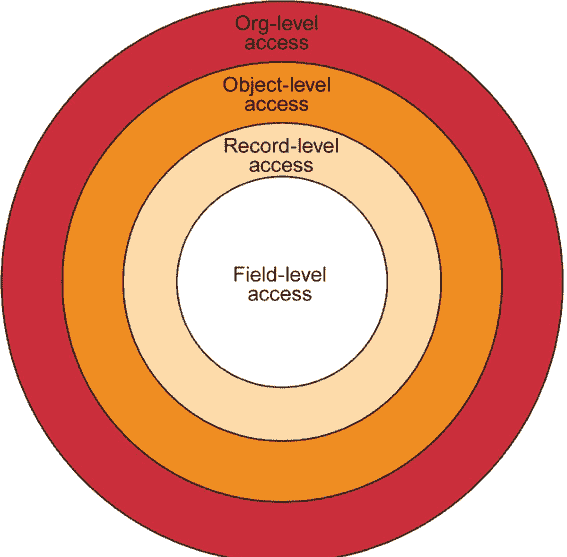 Org-level
access
Object-level
access
Record-level
access
Field-level
access